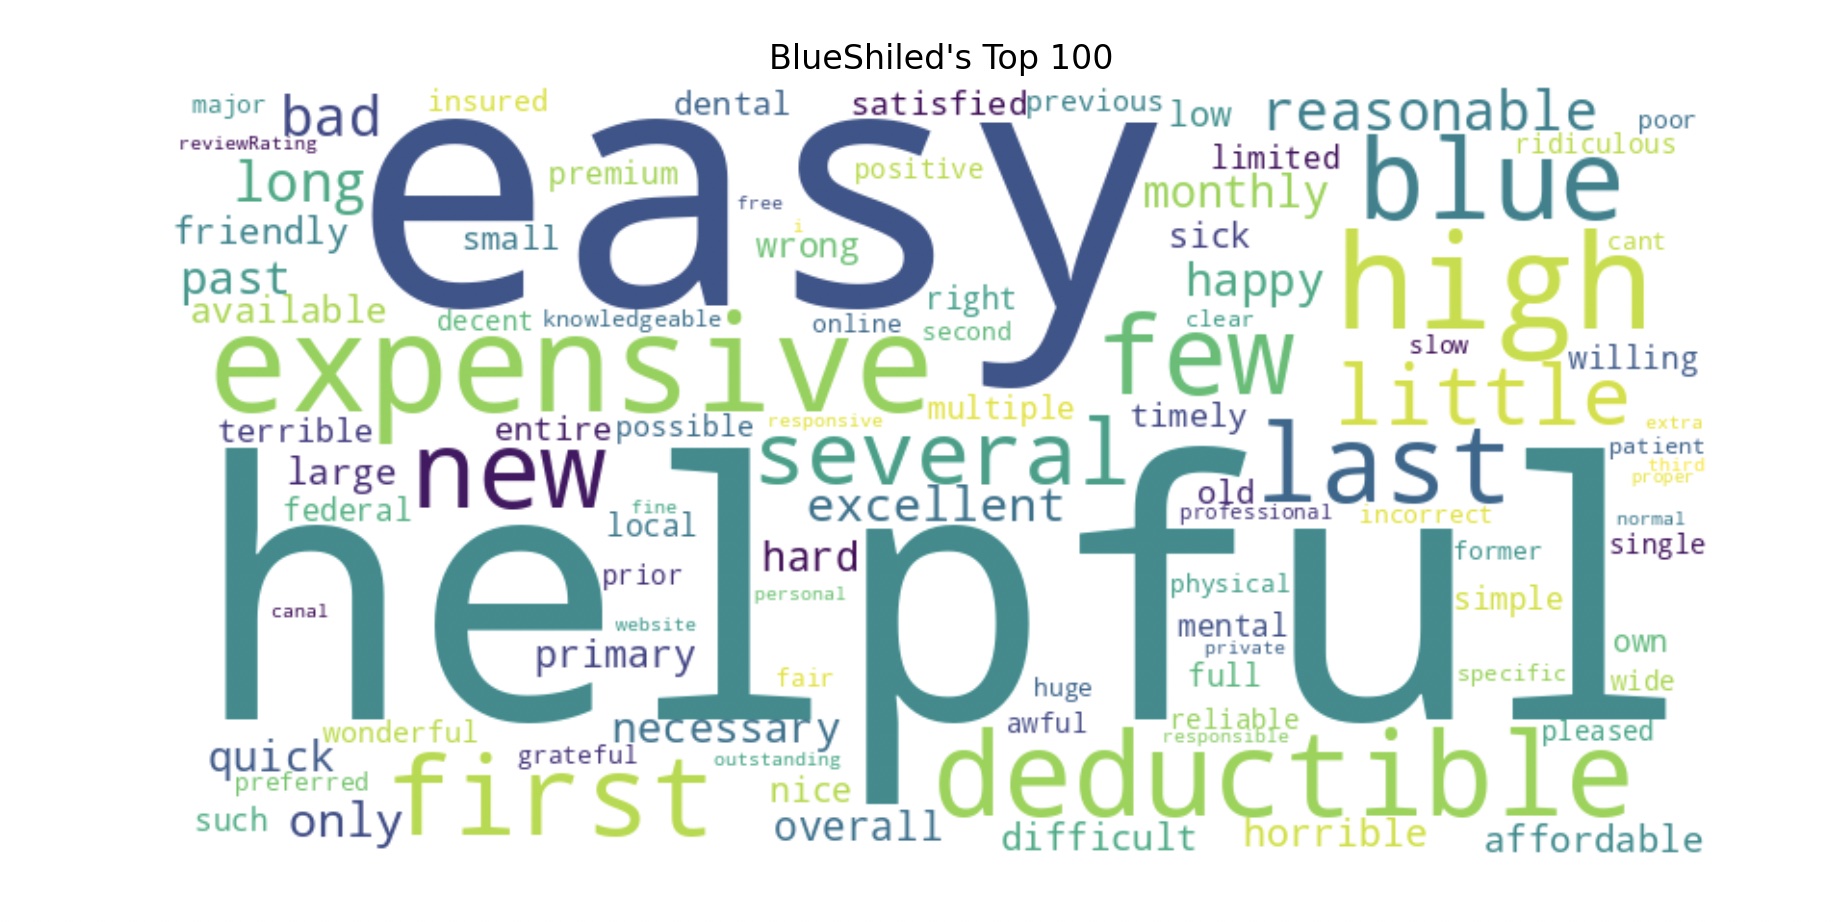 BlueShiled's Top 100
major
bad
insured
dental
satisfied
previous
low
reasonable
poor
reviewRating
easy
limited
ridiculous
long
premium
positive
monthly
blue
free
friendly
small
i
wrong
sick
high
cant
past
happy
available
right
decent
knowledgeable
online
second
few
clear
expensive
slow
willing
little
terrible
entire
possible
responsive
multiple
timely
extra
new
several
last
patient
large
third
proper
federal
fine
local
excellent
old
professional
incorrect
normal
helpful
hard
former
single
prior
canal
personal
physical
simple
website
mental
primary
private
own
fair
full
specific
wide
huge
wonderful
necessary
awful
reliable
responsible
pleased
quick
grateful
outstanding
preferred
first
nice
deductible
such
only
overall
difficult
horrible
affordable